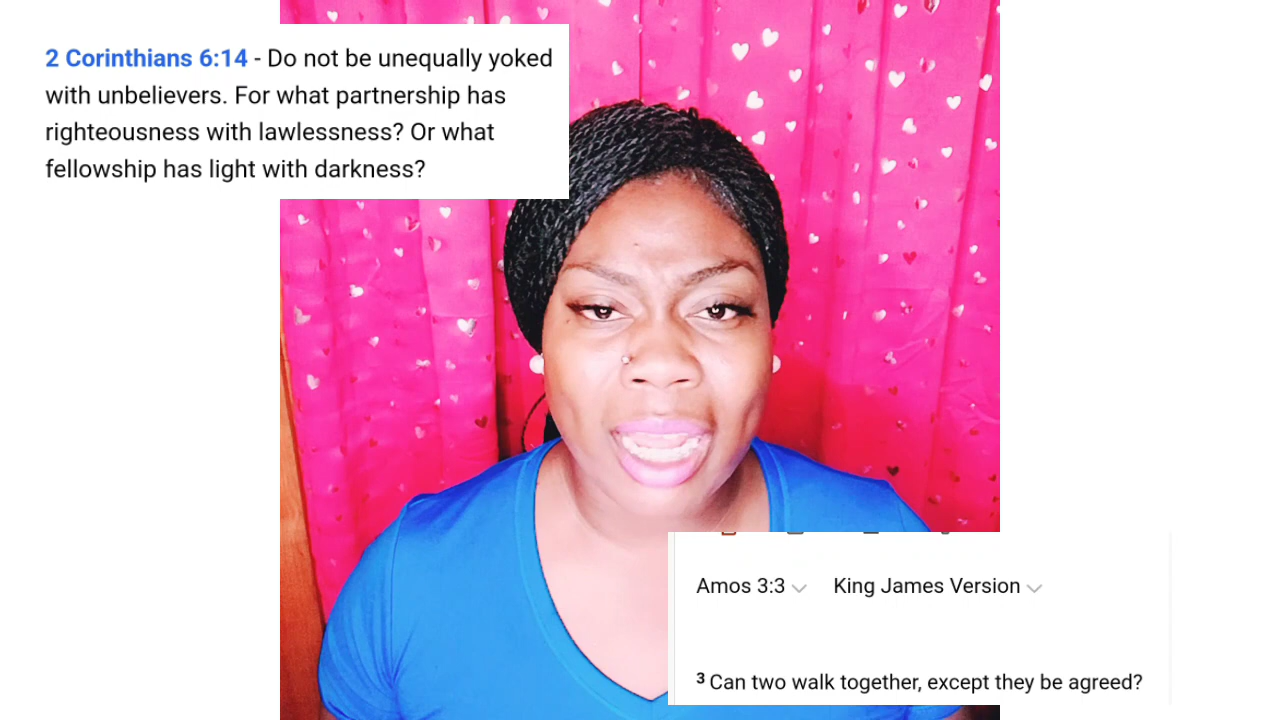 2 Corinthians 6:14 - Do not be unequally yoked
with unbelievers. For what partnership has
righteousness with lawlessness? Or what
fellowship has light with darkness?
Amos 3:3 King James Version
3 Can two walk together, except they be agreed?